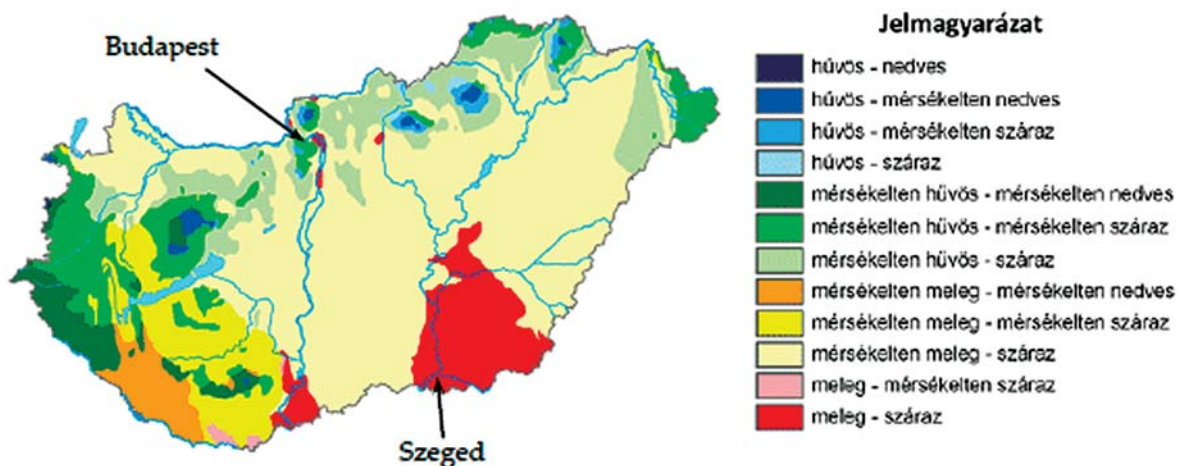 Budapest
Szeged
Jelmagyarázat
hűvös - nedves
hűvös - mérsékelten nedves
hűvös - mérsékelten száraz
hűvös - száraz
mérsékelten hűvös - mérsékelten nedves
mérsékelten hűvös - mérsékelten száraz
mérsékelten hűvös - száraz
mérsékelten meleg - mérsékelten nedves
mérsékelten meleg - mérsékelten száraz
mérsékelten meleg - száraz
meleg - mérsékelten száraz
meleg - száraz